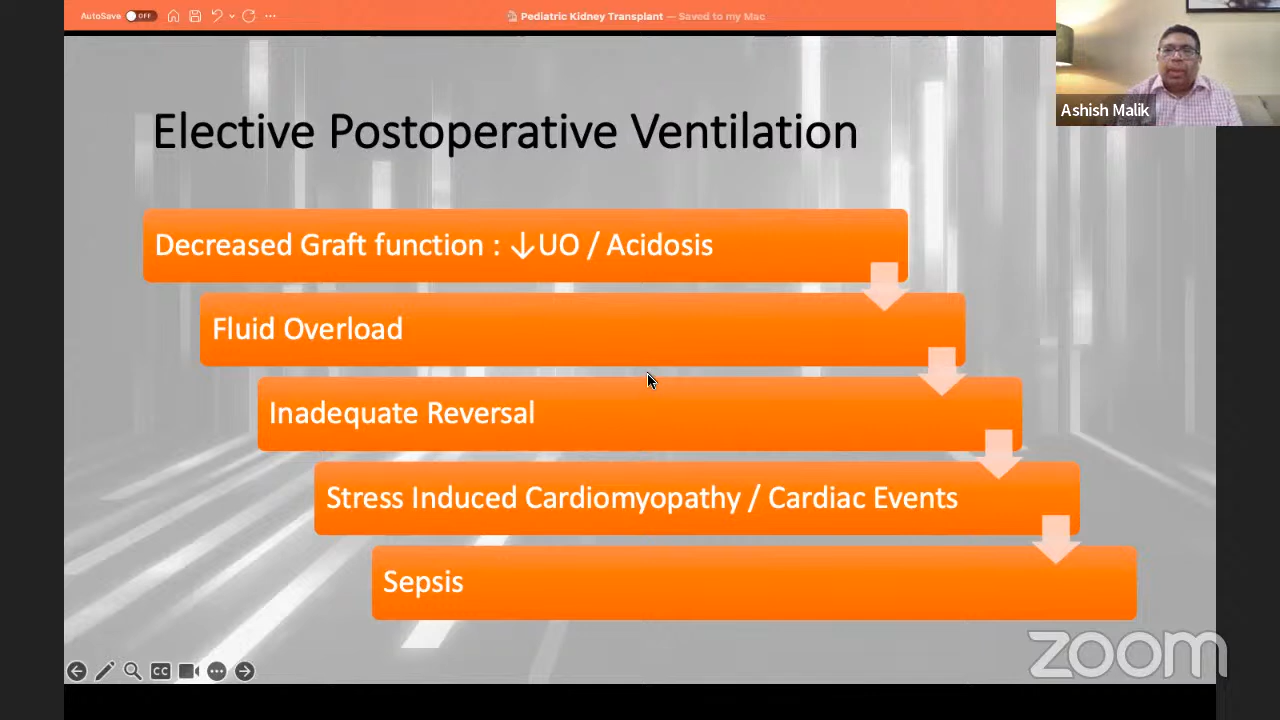 AutoSave OFF
Pediatric Kidney Transplant — Saved to my Mac
Ashish Malik
Elective Postoperative Ventilation
Decreased Graft function : ↓UO / Acidosis
Fluid Overload
Inadequate Reversal
Stress Induced Cardiomyopathy / Cardiac Events
Sepsis
zoom
CC